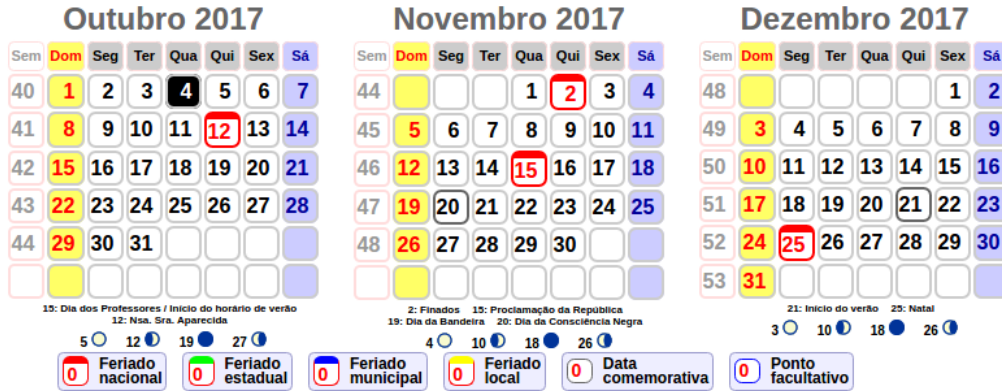 Outubro 2017
Sem Dom Seg Ter Qua Qui Sex Sá
40 1 2 3 4 5 6 7
41 8 9 10 11 12 13 14
42 15 16 17 18 19 20 21
43 22 23 24 25 26 27 28
44 29 30 31
15: Dia dos Professores / Início do horário de verão
12: Nsa. Sra. Aparecida
5 12 19 27
Novembro 2017
Sem Dom Seg Ter Qua Qui Sex Sá
44 1 2 3 4
45 5 6 7 8 9 10 11
46 12 13 14 15 16 17 18
47 19 20 21 22 23 24 25
48 26 27 28 29 30
2: Finados 15: Proclamação da República
19: Dia da Bandeira 20: Dia da Consciência Negra
4 10 18 26
Dezembro 2017
Sem Dom Seg Ter Qua Qui Sex Sá
48 1 2
49 3 4 5 6 7 8 9
50 10 11 12 13 14 15 16
51 17 18 19 20 21 22 23
52 24 25 26 27 28 29 30
53 31
21: Início do verão 25: Natal
3 10 18 26
0 Feriado nacional
0 Feriado estadual
0 Feriado municipal
0 Feriado local
0 Data comemorativa
0 Ponto facultativo